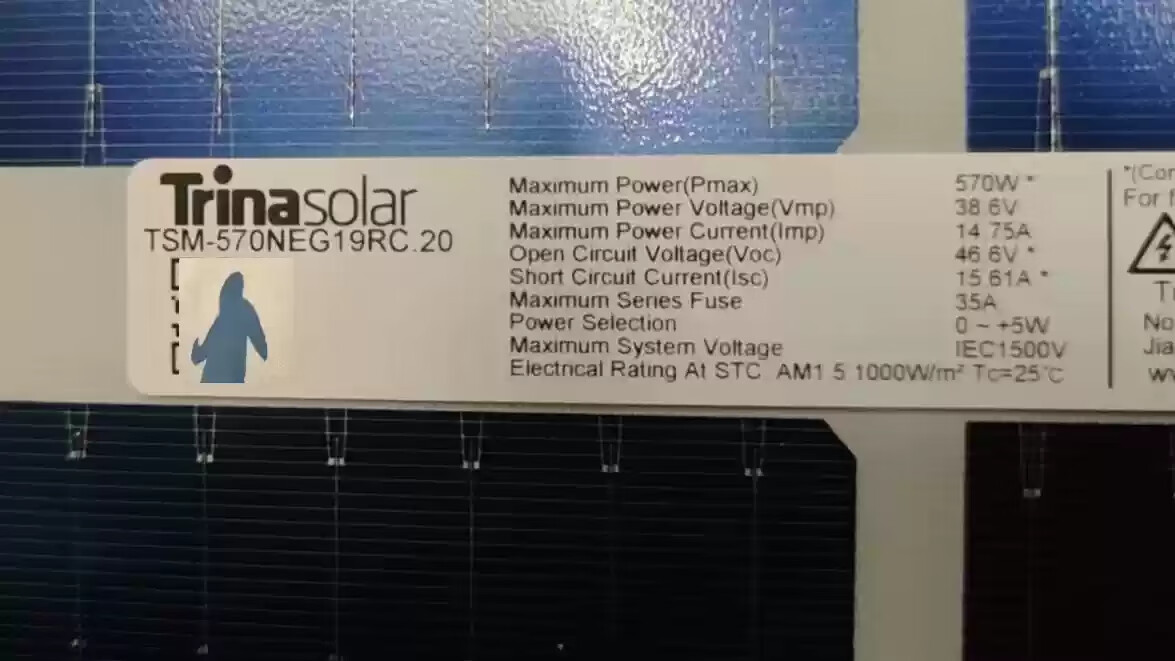 Trinasolar
TSM-570NEG19RC.20
Maximum Power(Pmax) 570W *
Maximum Power Voltage(Vmp) 38.6V
Maximum Power Current(Imp) 14.75A
Open Circuit Voltage(Voc) 46.6V *
Short Circuit Current(Isc) 15.61A *
Maximum Series Fuse 35A
Power Selection 0 ~ +5W
Maximum System Voltage IEC1500V
Electrical Rating At STC AM1.5 1000W/m² Tc=25℃
For